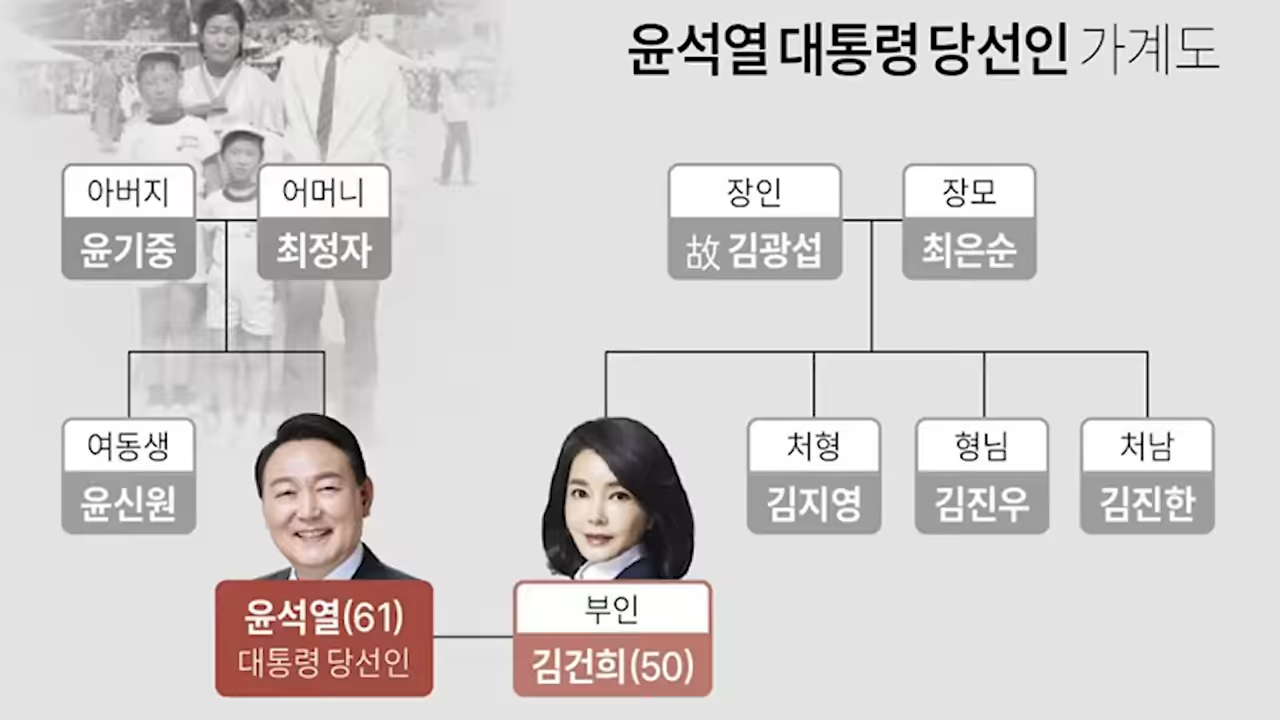 윤석열 대통령 당선인 가계도
아버지
윤기중
어머니
최정자
장인
故 김광섭
장모
최은순
여동생
윤신원
처형
김지영
형님
김진우
처남
김진한
윤석열(61)
대통령 당선인
부인
김건희(50)